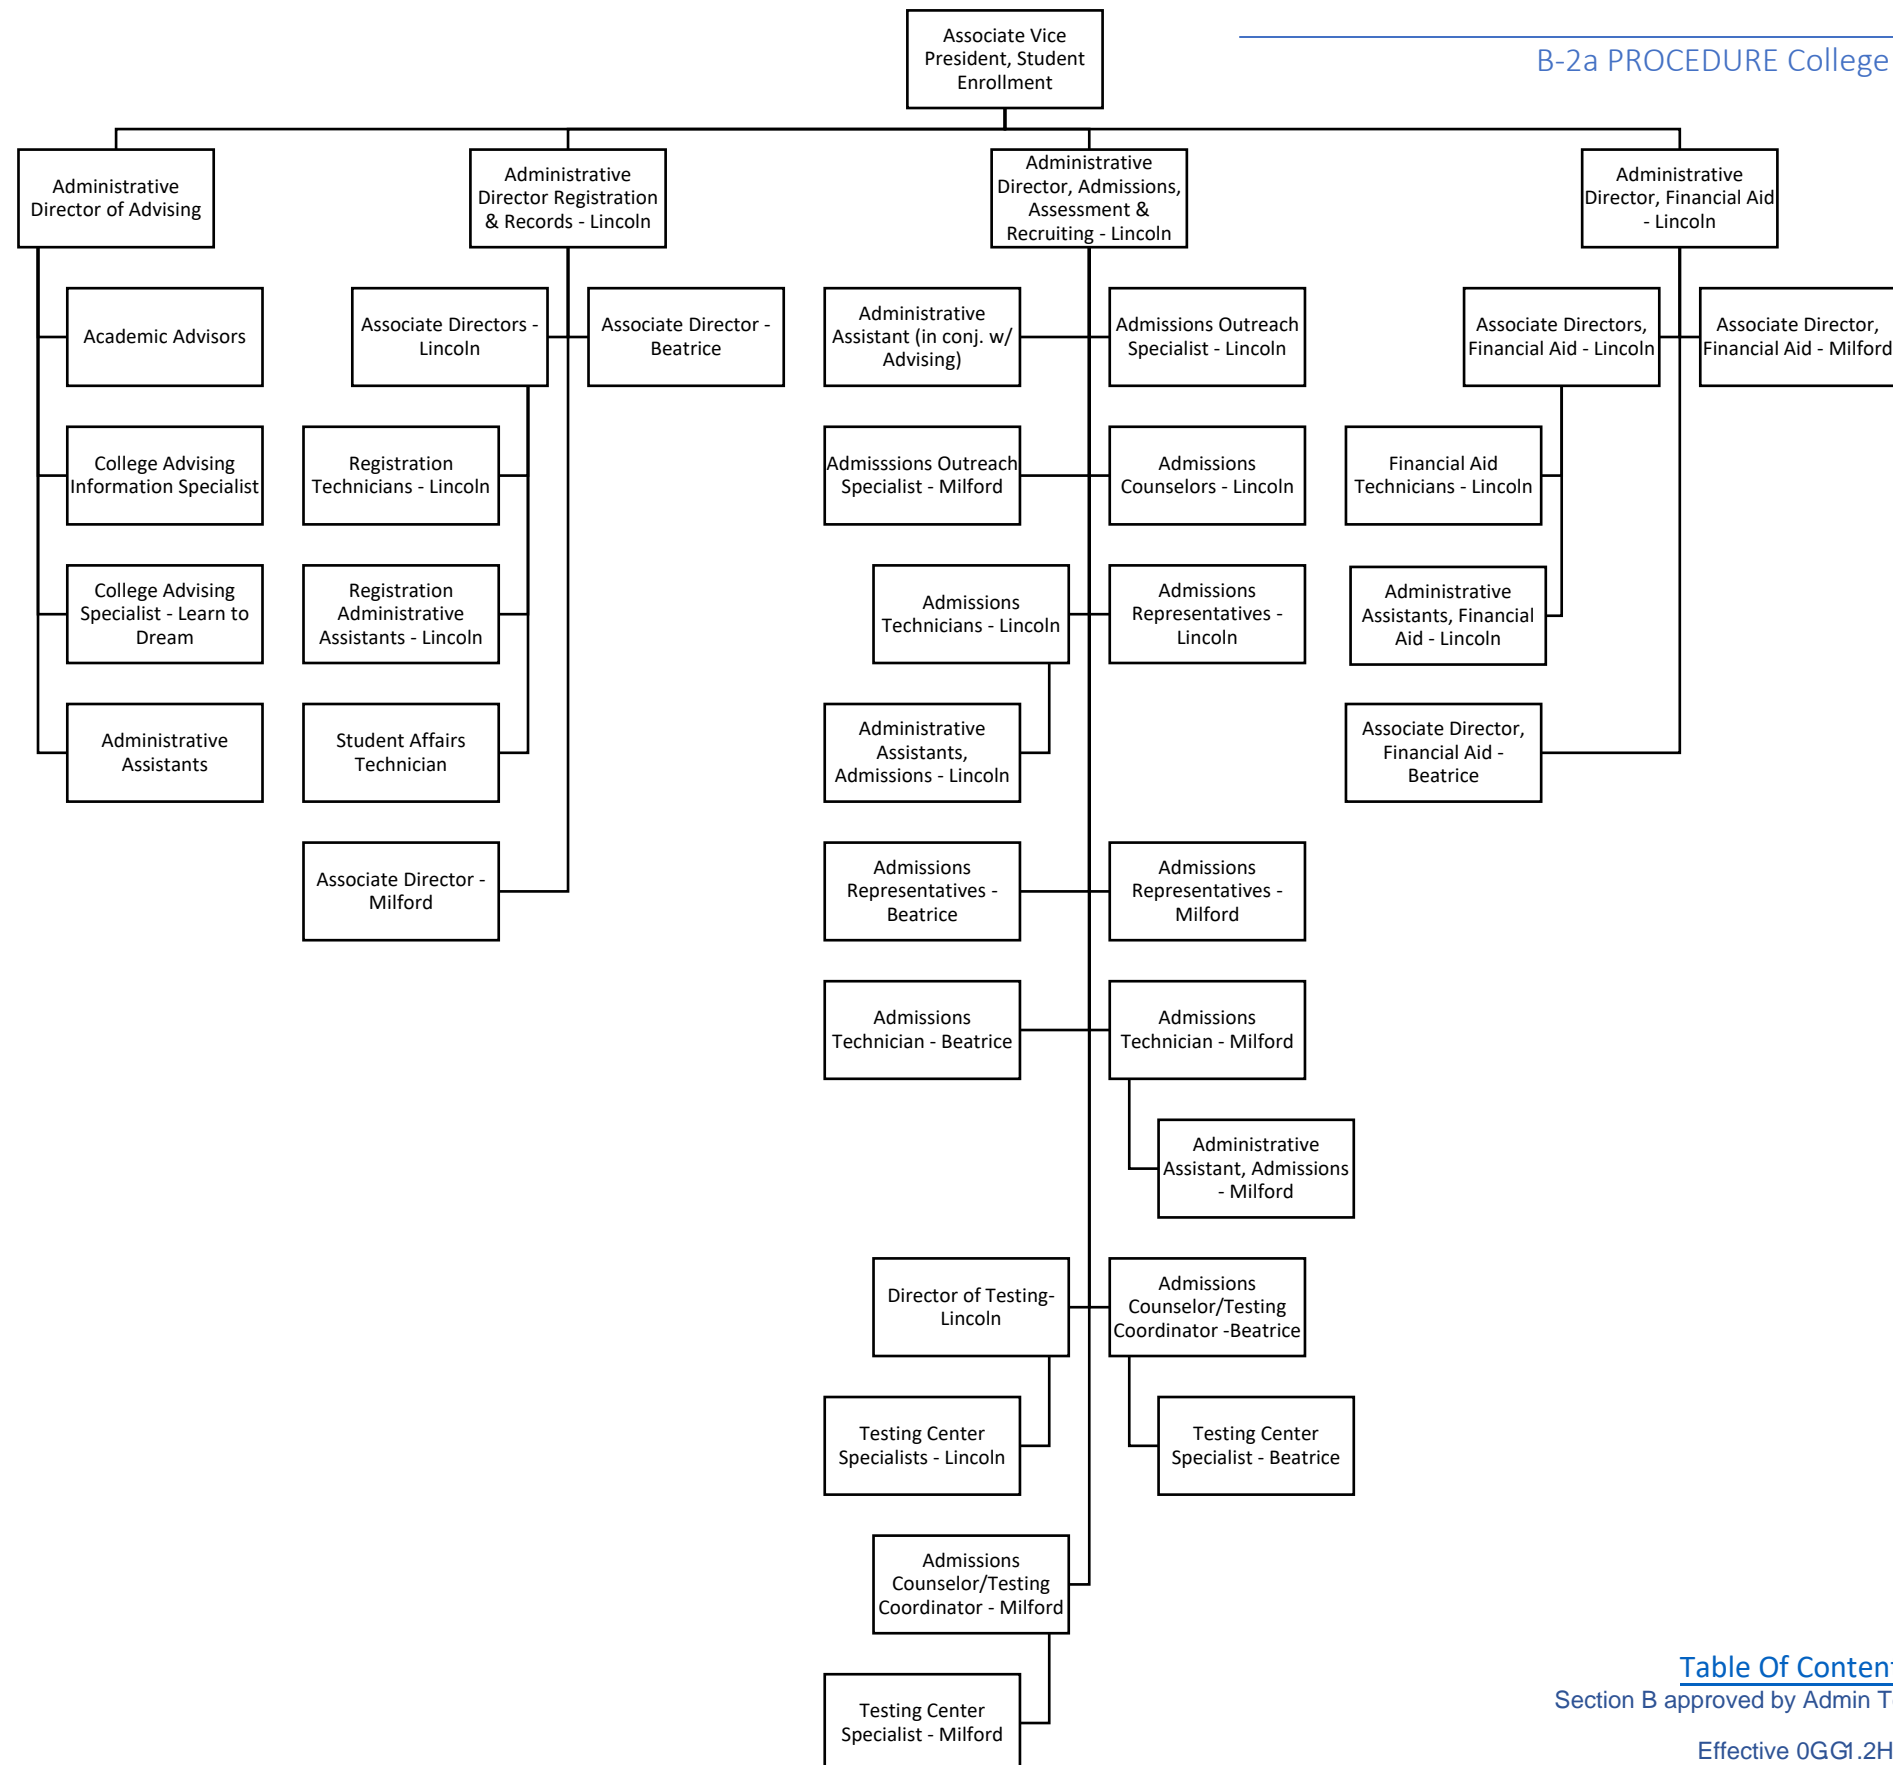 B-2a PROCEDURE College
Associate Vice
President, Student
Enrollment
Administrative
Director of Advising
Administrative
Director Registration
& Records - Lincoln
Administrative
Director, Admissions,
Assessment &
Recruiting - Lincoln
Administrative
Director, Financial Aid
- Lincoln
Academic Advisors
College Advising
Information Specialist
College Advising
Specialist - Learn to
Dream
Administrative
Assistants
Associate Directors -
Lincoln
Associate Director -
Beatrice
Registration
Technicians - Lincoln
Registration
Administrative
Assistants - Lincoln
Student Affairs
Technician
Associate Director -
Milford
Administrative
Assistant (in conj. w/
Advising)
Admissions Outreach
Specialist - Lincoln
Admisssions Outreach
Specialist - Milford
Admissions
Counselors - Lincoln
Admissions
Technicians - Lincoln
Admissions
Representatives -
Lincoln
Administrative
Assistants,
Admissions - Lincoln
Admissions
Representatives -
Beatrice
Admissions
Representatives -
Milford
Admissions
Technician - Beatrice
Admissions
Technician - Milford
Administrative
Assistant, Admissions
- Milford
Director of Testing-
Lincoln
Admissions
Counselor/Testing
Coordinator -Beatrice
Testing Center
Specialists - Lincoln
Testing Center
Specialist - Beatrice
Admissions
Counselor/Testing
Coordinator - Milford
Testing Center
Specialist - Milford
Associate Directors,
Financial Aid - Lincoln
Associate Director,
Financial Aid - Milford
Financial Aid
Technicians - Lincoln
Administrative
Assistants, Financial
Aid - Lincoln
Associate Director,
Financial Aid -
Beatrice
Table Of Content
Section B approved by Admin T
Effective